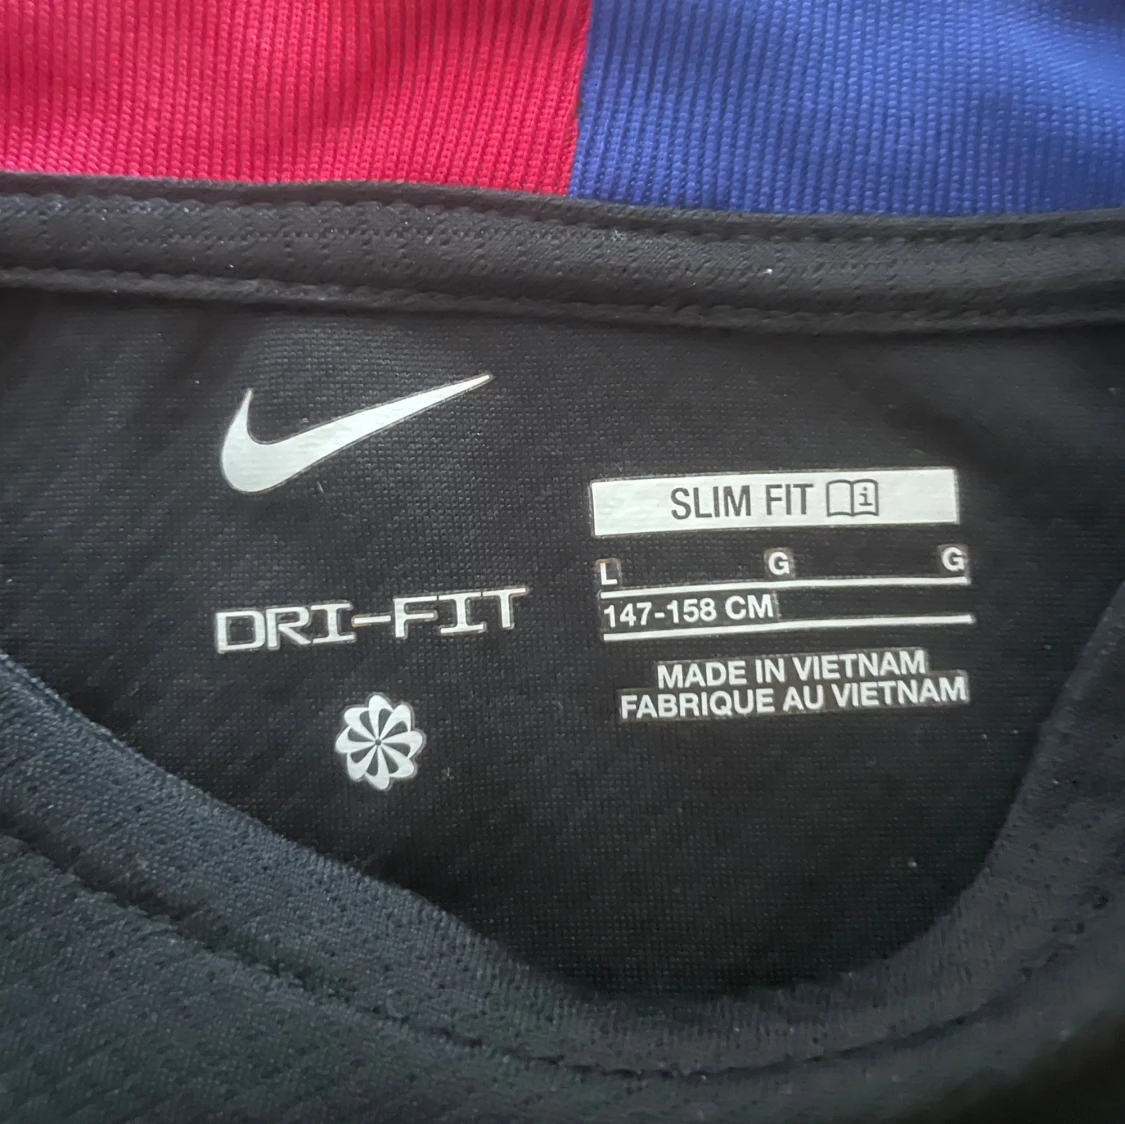 SLIM FIT i
L G G
147-158 CM
DRI-FIT
MADE IN VIETNAM
FABRIQUE AU VIETNAM